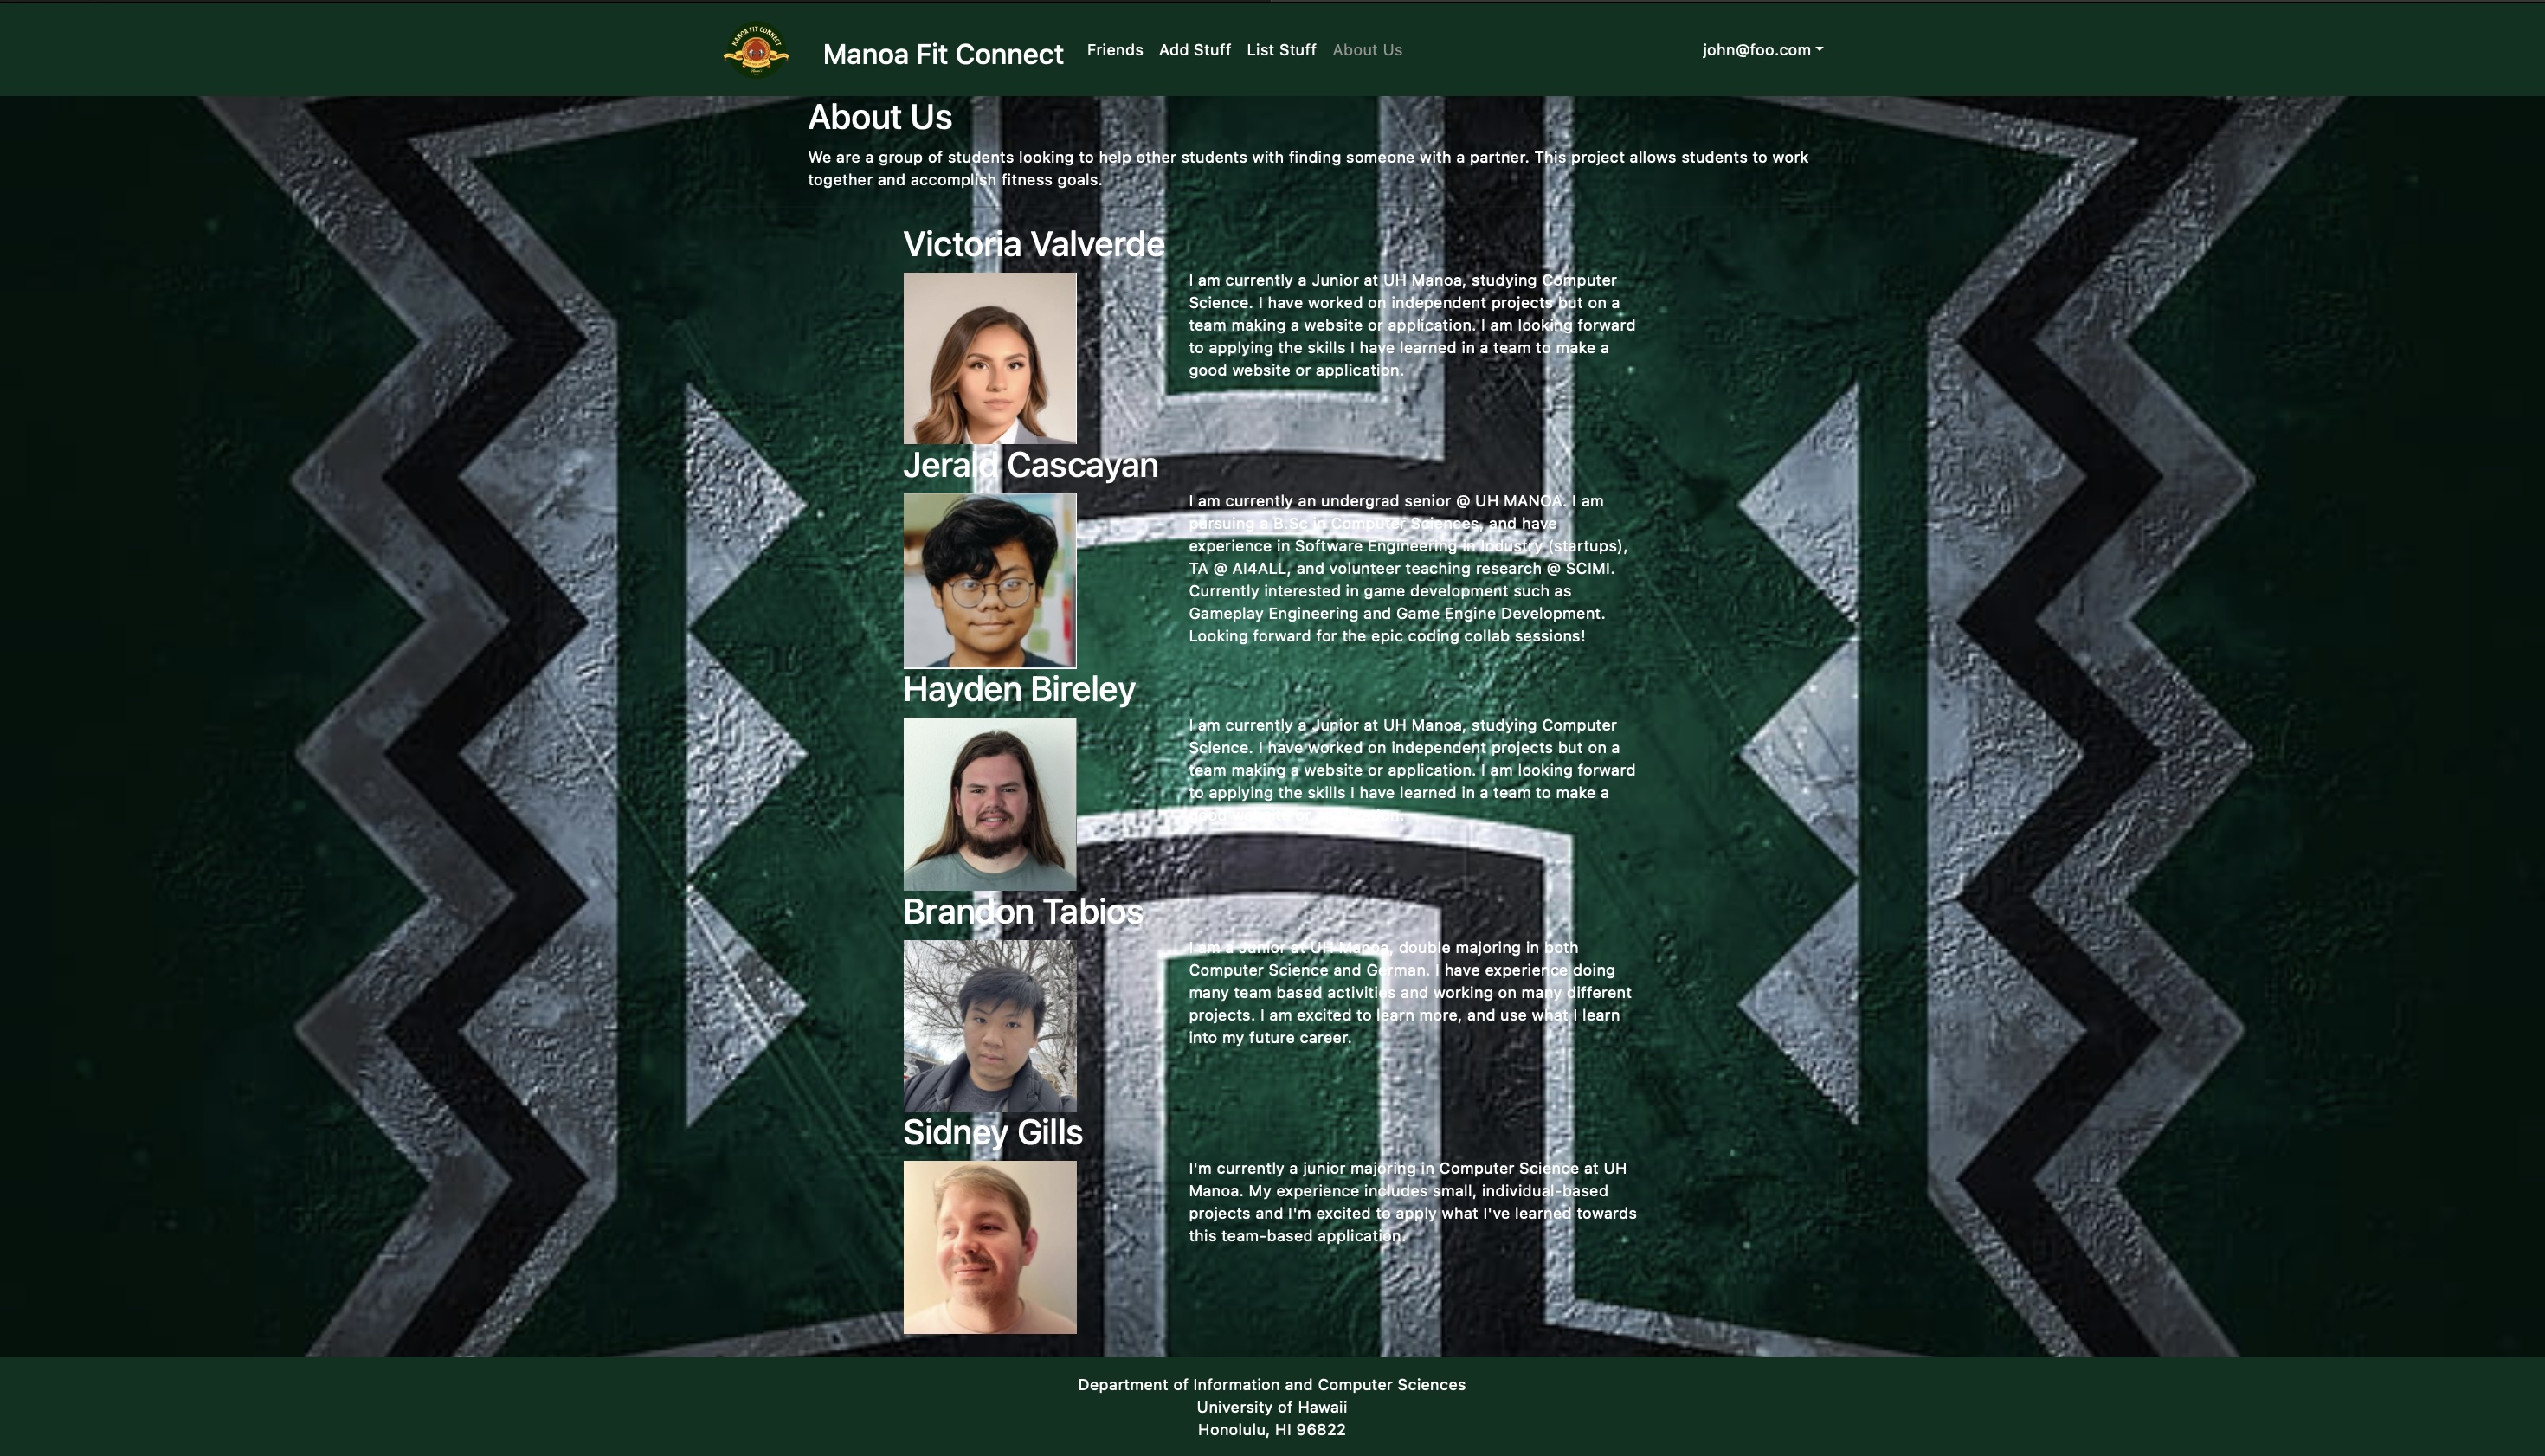 MANOA FIT CONNECT
Manoa Fit Connect
Friends
Add Stuff
List Stuff
About Us
john@foo.com
About Us
We are a group of students looking to help other students with finding someone with a partner. This project allows students to work
together and accomplish fitness goals.
Victoria Valverde
I am currently a Junior at UH Manoa, studying Computer
Science. I have worked on independent projects but on a
team making a website or application. I am looking forward
to applying the skills I have learned in a team to make a
good website or application.
Jerald Cascayan
I am currently an undergrad senior @ UH MANOA. I am
pursuing a B.Sc in Computer Sciences, and have
experience in Software Engineering in Industry (startups),
TA @ AI4ALL, and volunteer teaching research @ SCIMI.
Currently interested in game development such as
Gameplay Engineering and Game Engine Development.
Looking forward for the epic coding collab sessions!
Hayden Bireley
I am currently a Junior at UH Manoa, studying Computer
Science. I have worked on independent projects but on a
team making a website or application. I am looking forward
to applying the skills I have learned in a team to make a
good website or
Brandon Tabios
I am a Junior at UH Manoa, double majoring in both
Computer Science and German. I have experience doing
many team based activities and working on many different
projects. I am excited to learn more, and use what I learn
into my future career.
Sidney Gills
I'm currently a junior majoring in Computer Science at UH
Manoa. My experience includes small, individual-based
projects and I'm excited to apply what I've learned towards
this team-based application.
Department of Information and Computer Sciences
University of Hawaii
Honolulu, HI 96822